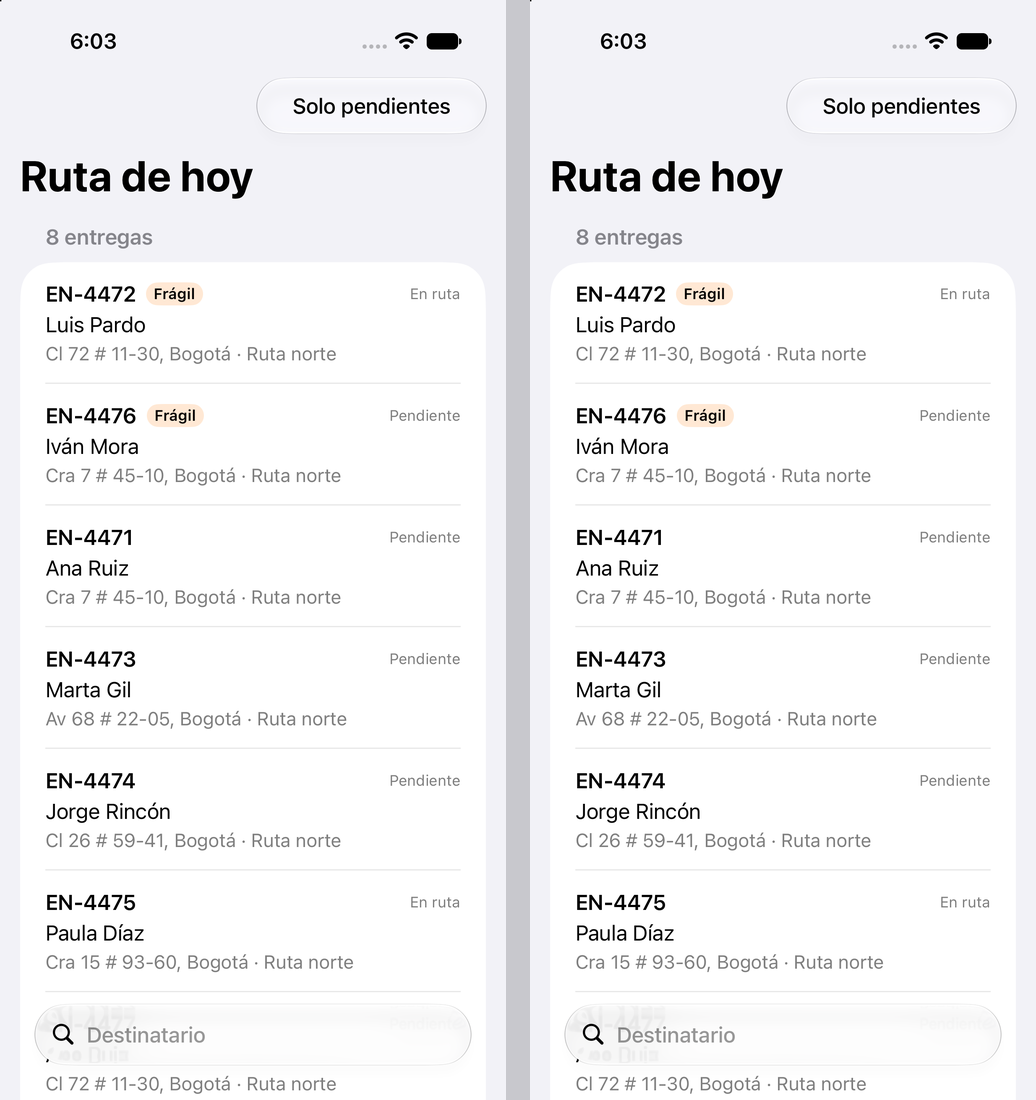 6:03
Solo pendientes
Ruta de hoy
8 entregas
EN-4472 Frágil En ruta
Luis Pardo
Cl 72 # 11-30, Bogotá · Ruta norte
EN-4476 Frágil Pendiente
Iván Mora
Cra 7 # 45-10, Bogotá · Ruta norte
EN-4471 Pendiente
Ana Ruiz
Cra 7 # 45-10, Bogotá · Ruta norte
EN-4473 Pendiente
Marta Gil
Av 68 # 22-05, Bogotá · Ruta norte
EN-4474 Pendiente
Jorge Rincón
Cl 26 # 59-41, Bogotá · Ruta norte
EN-4475 En ruta
Paula Díaz
Cra 15 # 93-60, Bogotá · Ruta norte
Destinatario
Cl 72 # 11-30, Bogotá · Ruta norte
6:03
Solo pendientes
Ruta de hoy
8 entregas
EN-4472 Frágil En ruta
Luis Pardo
Cl 72 # 11-30, Bogotá · Ruta norte
EN-4476 Frágil Pendiente
Iván Mora
Cra 7 # 45-10, Bogotá · Ruta norte
EN-4471 Pendiente
Ana Ruiz
Cra 7 # 45-10, Bogotá · Ruta norte
EN-4473 Pendiente
Marta Gil
Av 68 # 22-05, Bogotá · Ruta norte
EN-4474 Pendiente
Jorge Rincón
Cl 26 # 59-41, Bogotá · Ruta norte
EN-4475 En ruta
Paula Díaz
Cra 15 # 93-60, Bogotá · Ruta norte
Destinatario
Cl 72 # 11-30, Bogotá · Ruta norte